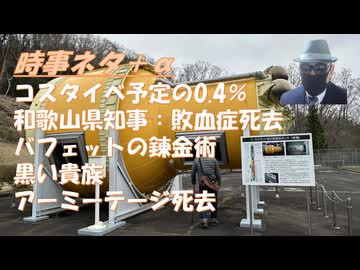 時事ネタ+α
コスタイベ予定の0.4%
和歌山県知事:敗血症死去
バフェットの錬金術
黒い貴族
アーミーテージ死去